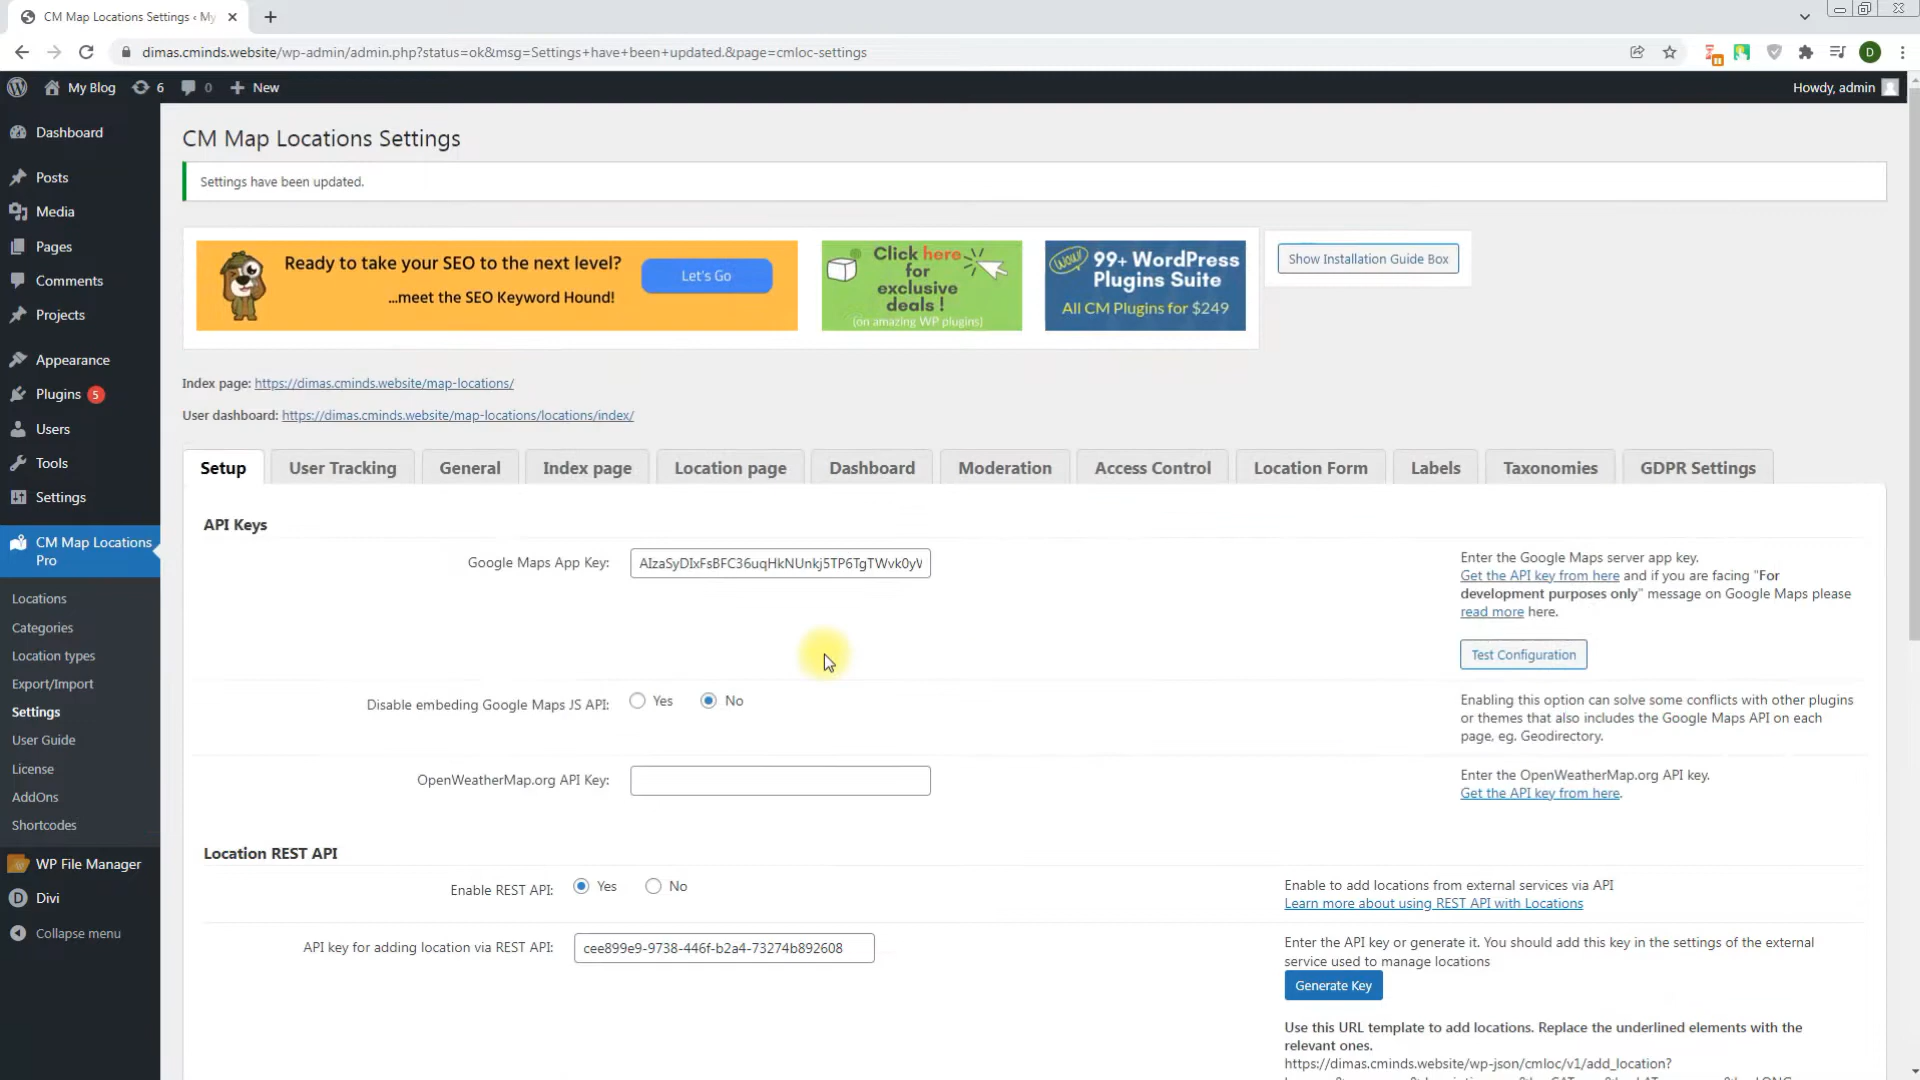 CM Map Locations Settings ‹ My
dimas.cminds.website/wp-admin/admin.php?status=ok&msg=Settings+have+been+updated.&page=cmloc-settings
D
My Blog
6
0
New
Howdy, admin
Dashboard
Posts
Media
Pages
Comments
Projects
Appearance
Plugins 5
Users
Tools
Settings
CM Map Locations
Pro
Locations
Categories
Location types
Export/Import
Settings
User Guide
License
AddOns
Shortcodes
WP File Manager
Divi
Collapse menu
CM Map Locations Settings
Settings have been updated.
Ready to take your SEO to the next level?
...meet the SEO Keyword Hound!
Let's Go
Click here
for
exclusive
deals !
(on amazing WP plugins)
Wow!
99+ WordPress
Plugins Suite
All CM Plugins for $249
Show Installation Guide Box
Index page: https://dimas.cminds.website/map-locations/
User dashboard: https://dimas.cminds.website/map-locations/locations/index/
Setup
User Tracking
General
Index page
Location page
Dashboard
Moderation
Access Control
Location Form
Labels
Taxonomies
GDPR Settings
API Keys
Google Maps App Key:
AIzaSyDIxFsBFC36uqHkNUnkj5TP6TgTWvk0yV
Enter the Google Maps server app key.
Get the API key from here and if you are facing "For
development purposes only" message on Google Maps please
read more here.
Test Configuration
Disable embeding Google Maps JS API:
Yes
No
Enabling this option can solve some conflicts with other plugins
or themes that also includes the Google Maps API on each
page, eg. Geodirectory.
OpenWeatherMap.org API Key:
Enter the OpenWeatherMap.org API key.
Get the API key from here.
Location REST API
Enable REST API:
Yes
No
Enable to add locations from external services via API
Learn more about using REST API with Locations
API key for adding location via REST API:
cee899e9-9738-446f-b2a4-73274b892608
Enter the API key or generate it. You should add this key in the settings of the external
service used to manage locations
Generate Key
Use this URL template to add locations. Replace the underlined elements with the
relevant ones.
https://dimas.cminds.website/wp-json/cmloc/v1/add_location?